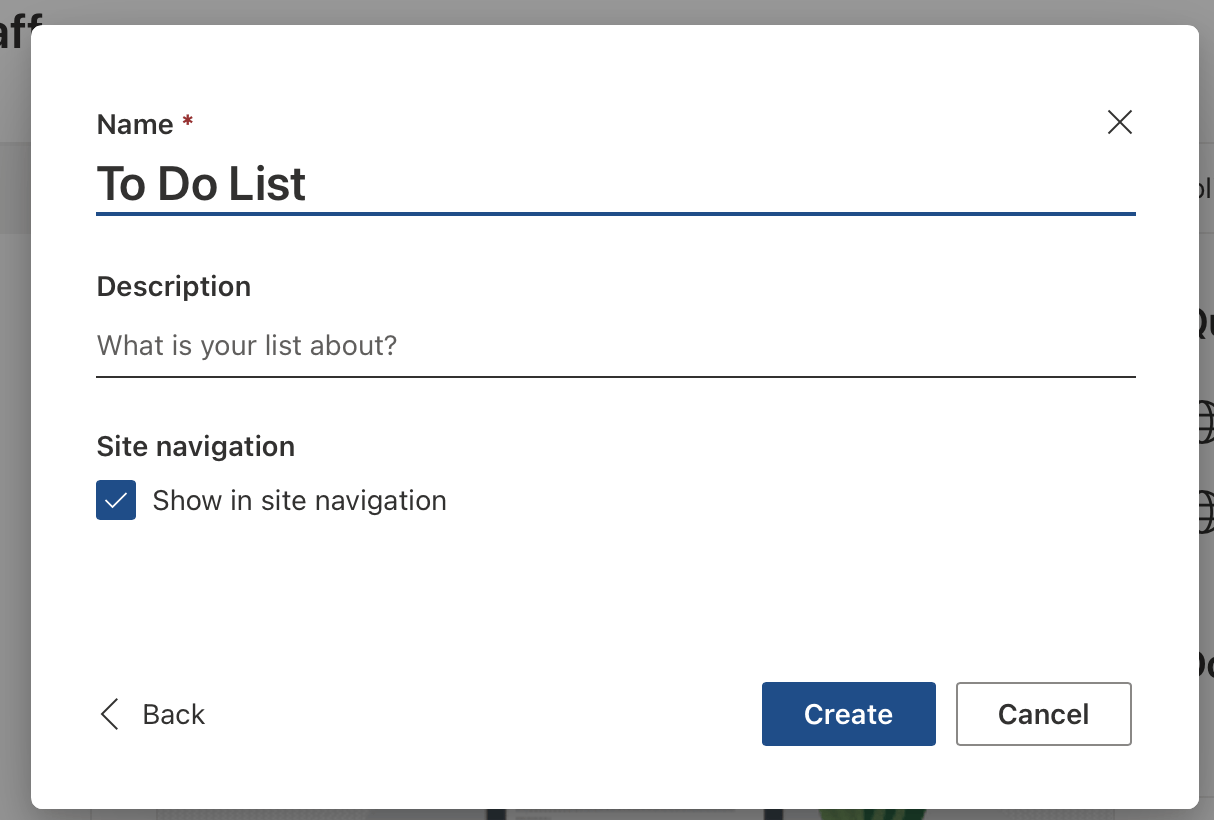 Name *
To Do List
Description
What is your list about?
Site navigation
Show in site navigation
Back
Create
Cancel